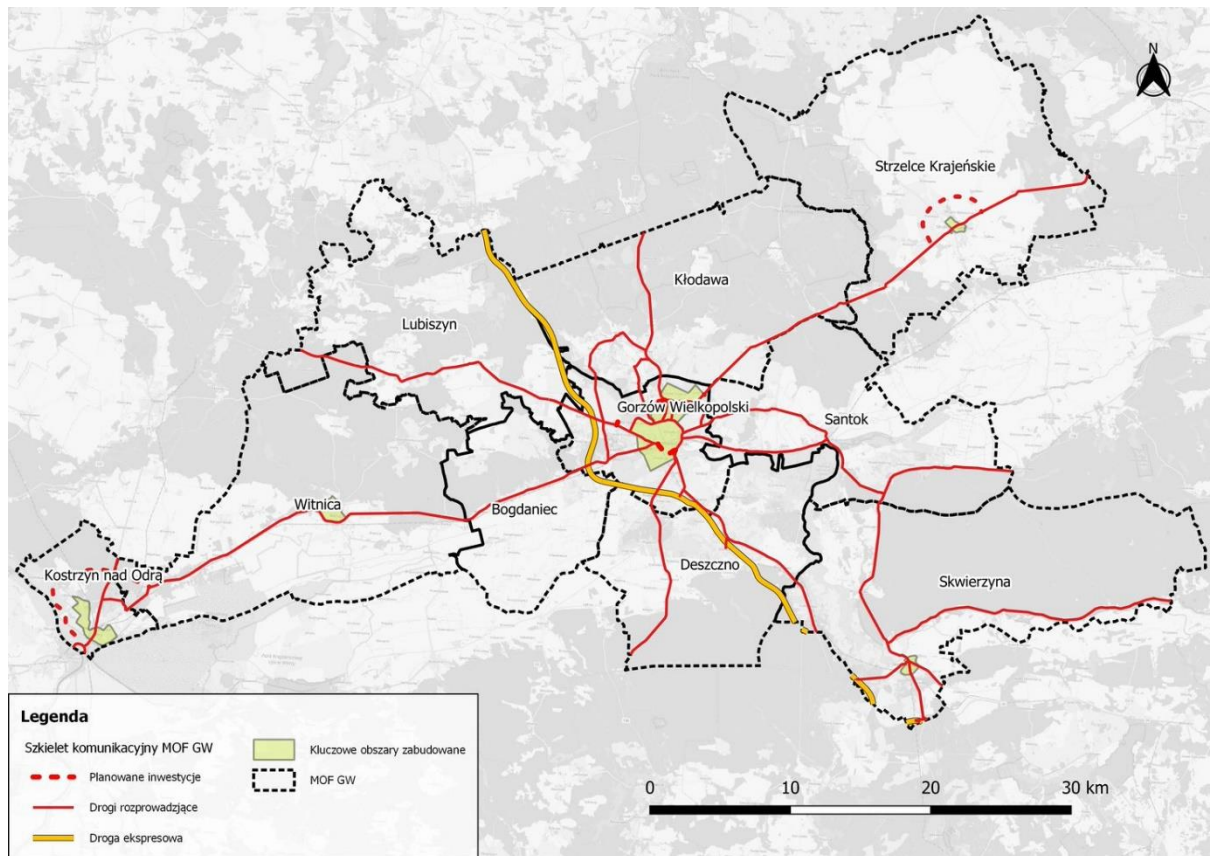 N
Strzelce Krajeńskie
Kłodawa
Lubiszyn
Gorzów Wielkopolski
Santok
Witnica
Bogdaniec
Deszczno
Kostrzyn nad Odrą
Skwierzyna
Legenda
Szkielet komunikacyjny MOF GW
Planowane inwestycje
Drogi rozprowadzjące
Droga ekspresowa
Kluczowe obszary zabudowane
MOF GW
0 10 20 30 km